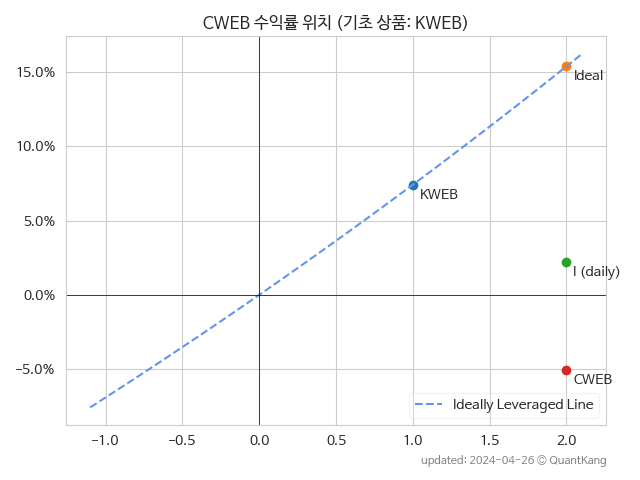 CWEB 수익률 위치 (기초 상품: KWEB)
15.0%
10.0%
5.0%
0.0%
−5.0%
Ideal
KWEB
I (daily)
CWEB
Ideally Leveraged Line
−1.0 −0.5 0.0 0.5 1.0 1.5 2.0
updated: 2024-04-26 © QuantKang